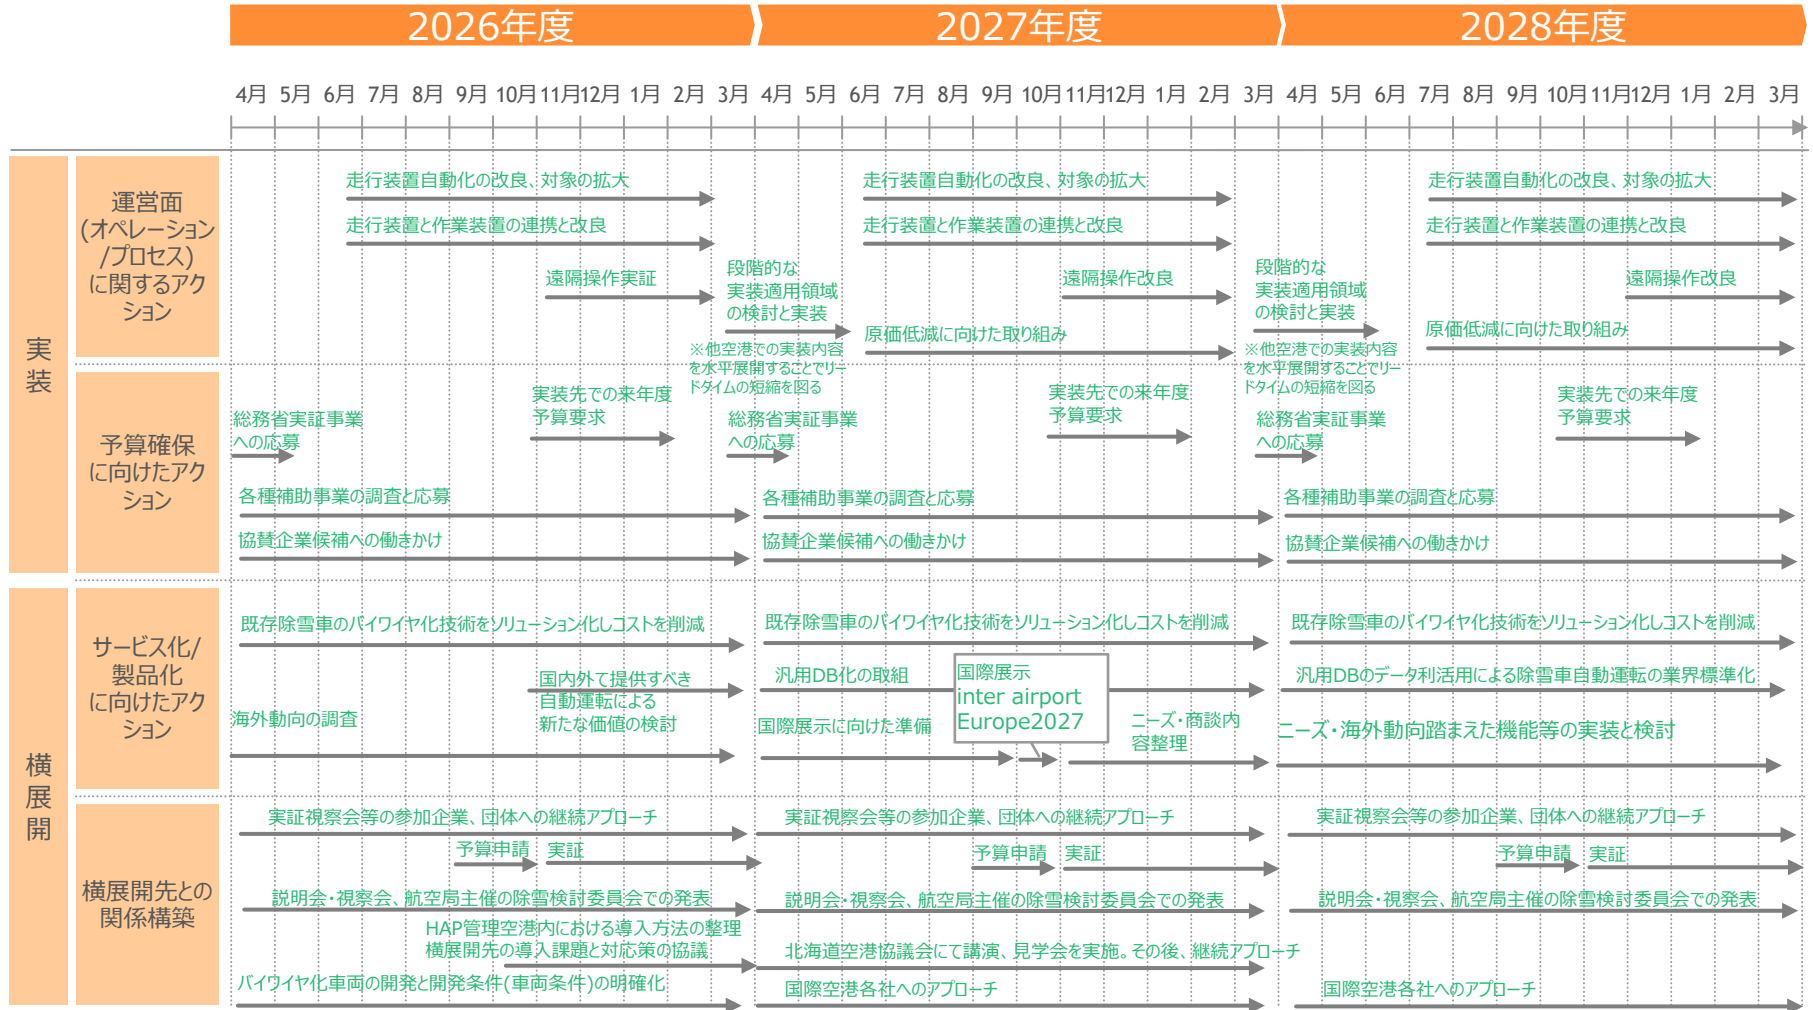 2026年度
2027年度
2028年度
4月 5月 6月 7月 8月 9月 10月 11月 12月 1月 2月 3月 4月 5月 6月 7月 8月 9月 10月 11月 12月 1月 2月 3月 4月 5月 6月 7月 8月 9月 10月 11月 12月 1月 2月 3月
実装
運営面
(オペレーション
/プロセス)
に関するアク
ション
走行装置自動化の改良、対象の拡大
走行装置と作業装置の連携と改良
遠隔操作実証
段階的な
実装適用領域
の検討と実装
※他空港での実装内容
を水平展開することでリー
ドタイムの短縮を図る
走行装置自動化の改良、対象の拡大
走行装置と作業装置の連携と改良
遠隔操作改良
原価低減に向けた取り組み
段階的な
実装適用領域
の検討と実装
※他空港での実装内容
を水平展開することでリー
ドタイムの短縮を図る
走行装置自動化の改良、対象の拡大
走行装置と作業装置の連携と改良
遠隔操作改良
原価低減に向けた取り組み
予算確保
に向けたアク
ション
総務省実証事業
への応募
実装先での来年度
予算要求
各種補助事業の調査と応募
協賛企業候補への働きかけ
総務省実証事業
への応募
実装先での来年度
予算要求
各種補助事業の調査と応募
協賛企業候補への働きかけ
総務省実証事業
への応募
実装先での来年度
予算要求
各種補助事業の調査と応募
協賛企業候補への働きかけ
横展開
サービス化/
製品化
に向けたアク
ション
既存除雪車のバイワイヤ化技術をソリューション化しコストを削減
国内外で提供すべき
自動運転による
新たな価値の検討
海外動向の調査
既存除雪車のバイワイヤ化技術をソリューション化しコストを削減
汎用DB化の取組
国際展示
inter airport
Europe2027
国際展示に向けた準備
ニーズ・商談内
容整理
既存除雪車のバイワイヤ化技術をソリューション化しコストを削減
汎用DBのデータ利活用による除雪車自動運転の業界標準化
ニーズ・海外動向踏まえた機能等の実装と検討
横展開先との
関係構築
実証視察会等の参加企業、団体への継続アプローチ
予算申請
実証
説明会・視察会、航空局主催の除雪検討委員会での発表
HAP管理空港内における導入方法の整理
横展開先の導入課題と対応策の協議
バイワイヤ化車両の開発と開発条件(車両条件)の明確化
実証視察会等の参加企業、団体への継続アプローチ
予算申請
実証
説明会・視察会、航空局主催の除雪検討委員会での発表
北海道空港協議会にて講演、見学会を実施。その後、継続アプローチ
国際空港各社へのアプローチ
実証視察会等の参加企業、団体への継続アプローチ
予算申請
実証
説明会・視察会、航空局主催の除雪検討委員会での発表
国際空港各社へのアプローチ